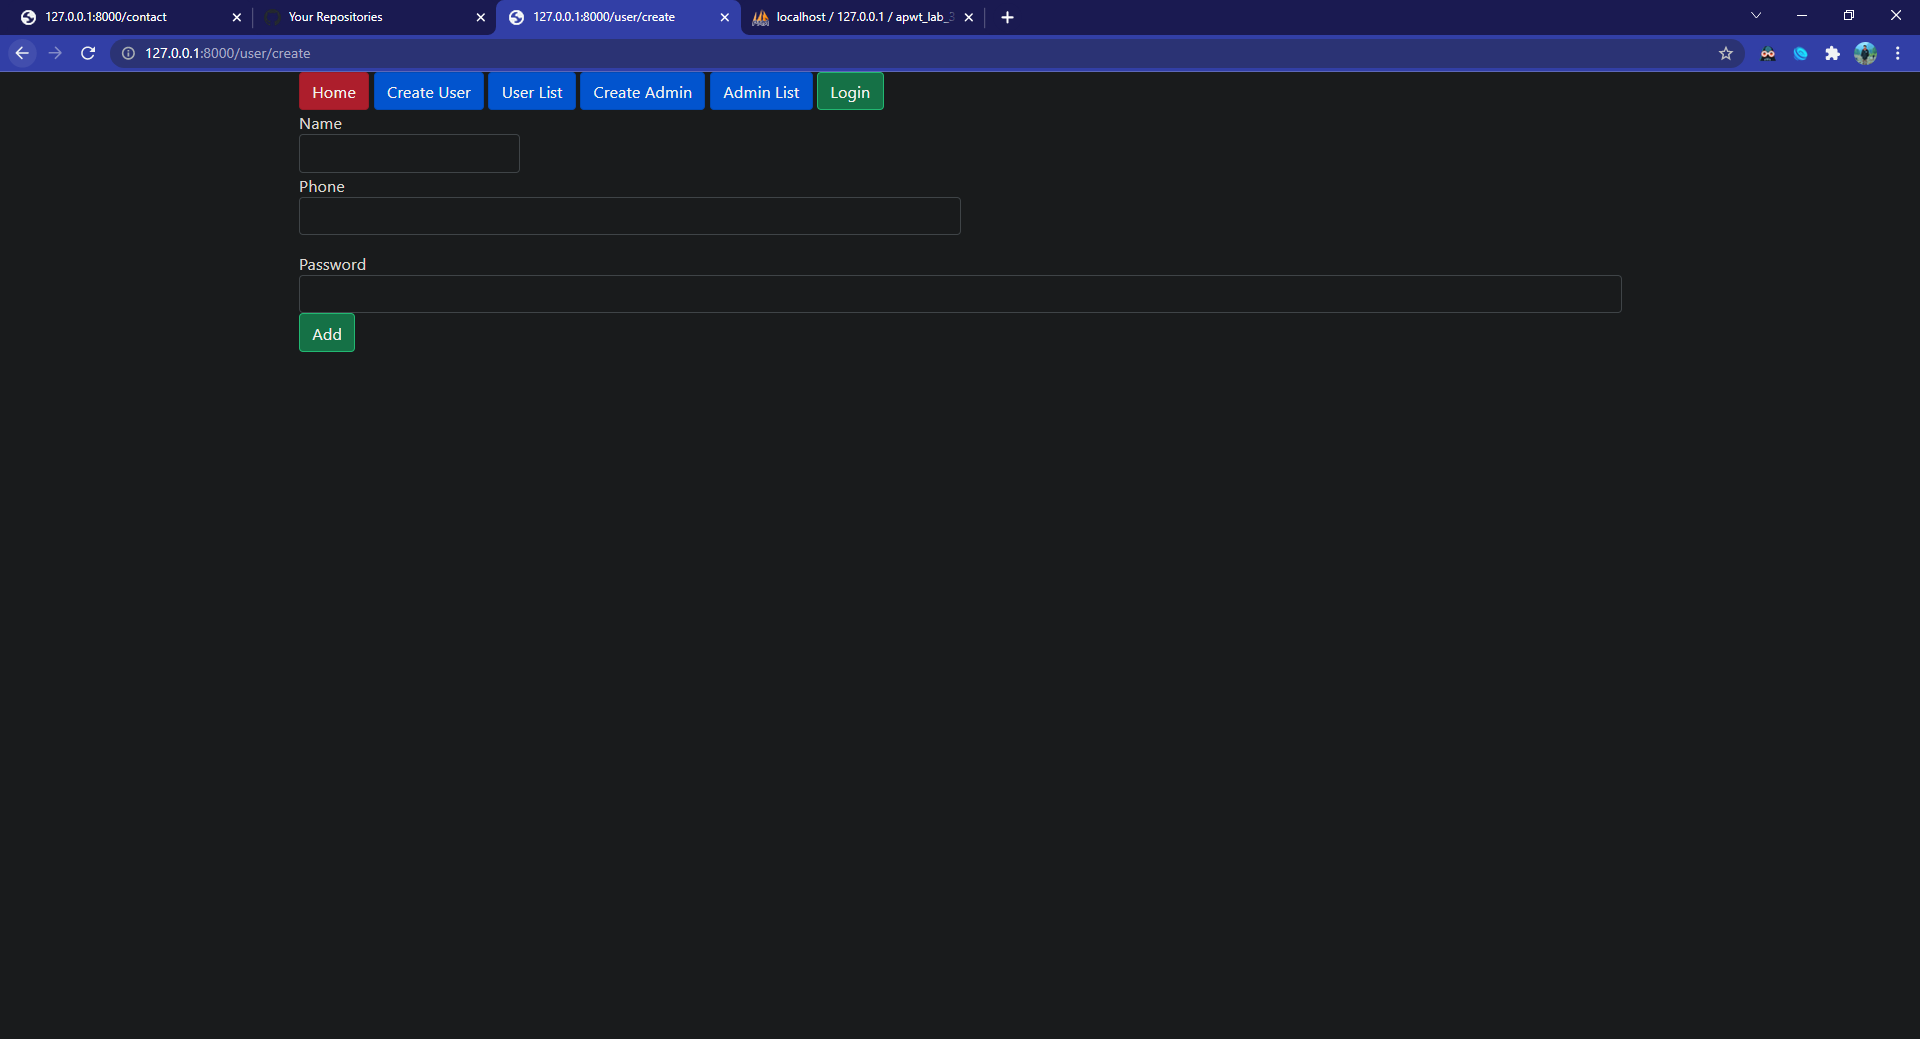 127.0.0.1:8000/contact
Your Repositories
127.0.0.1:8000/user/create
localhost / 127.0.0.1 / apwt_lab_3
127.0.0.1:8000/user/create
Home Create User User List Create Admin Admin List Login
Name
Phone
Password
Add